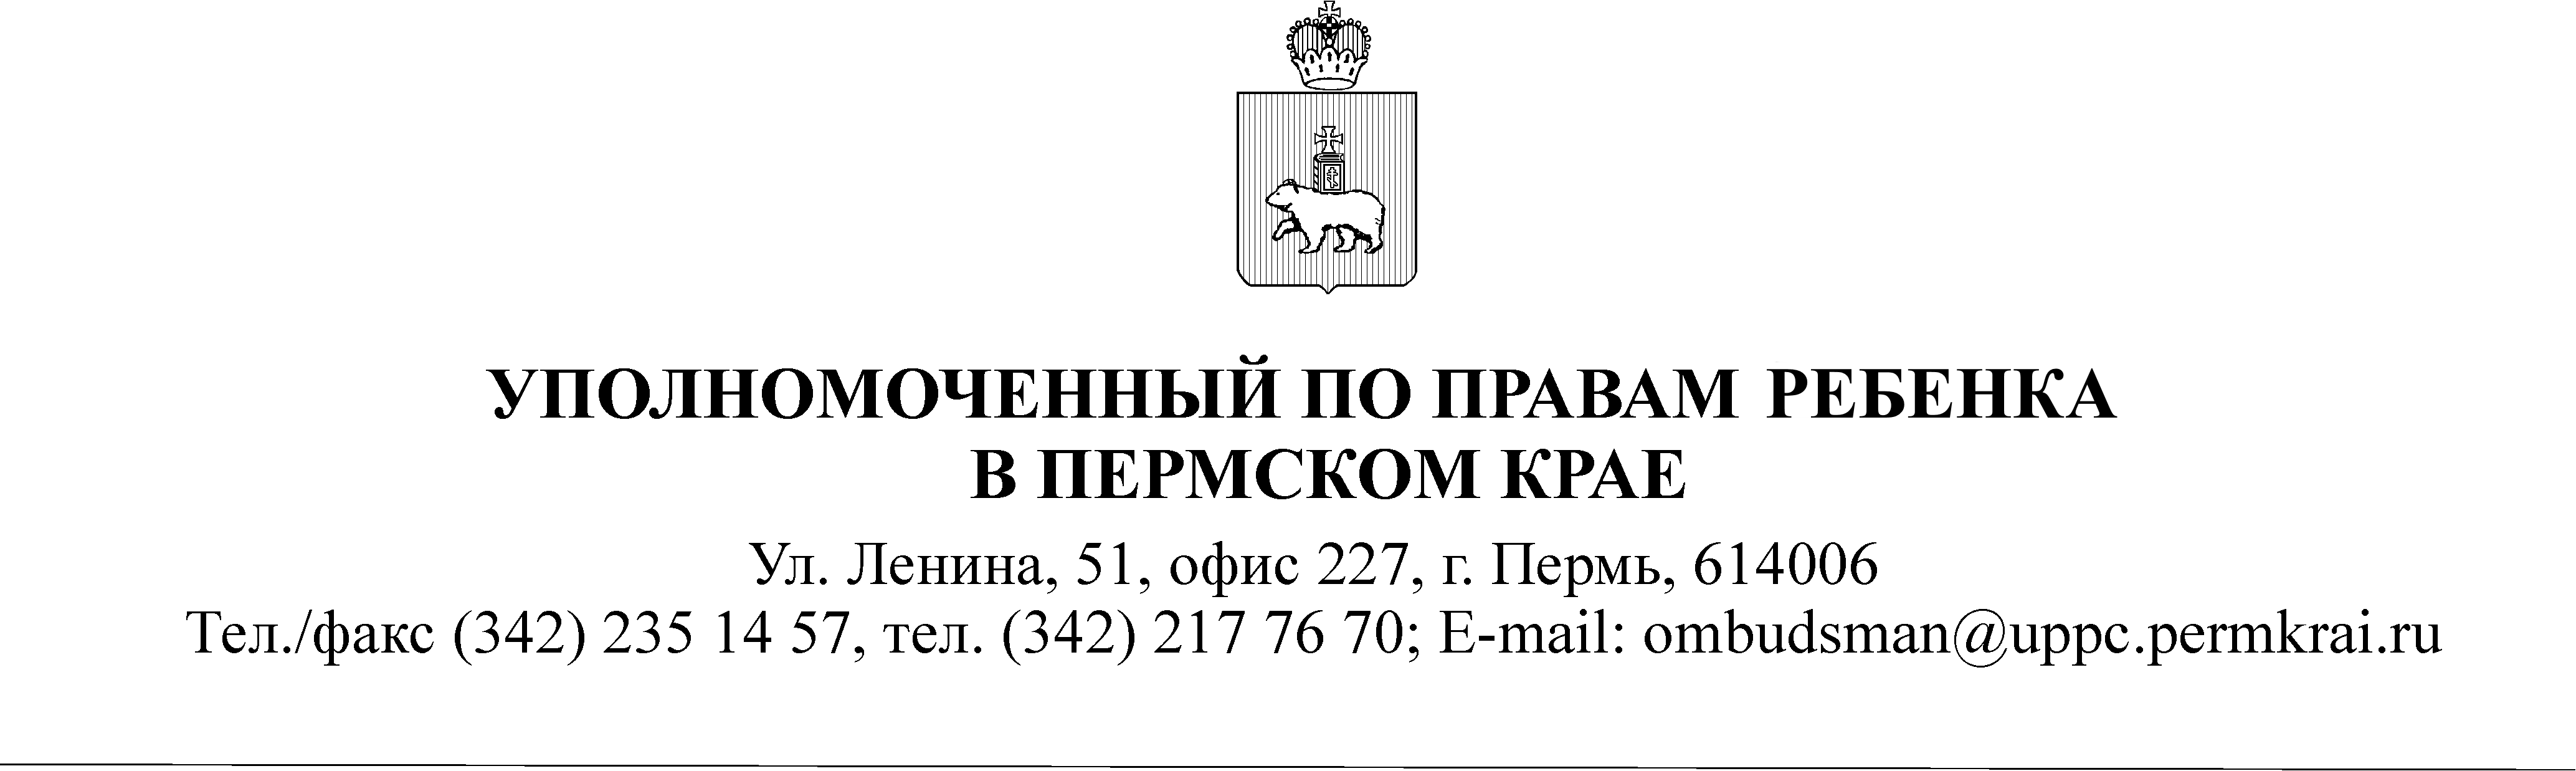 УПОЛНОМОЧЕННЫЙ ПО ПРАВАМ РЕБЕНКА
В ПЕРМСКОМ КРАЕ
Ул. Ленина, 51, офис 227, г. Пермь, 614006
Тел./факс (342) 235 14 57, тел. (342) 217 76 70; E-mail: ombudsman@uppc.permkrai.ru